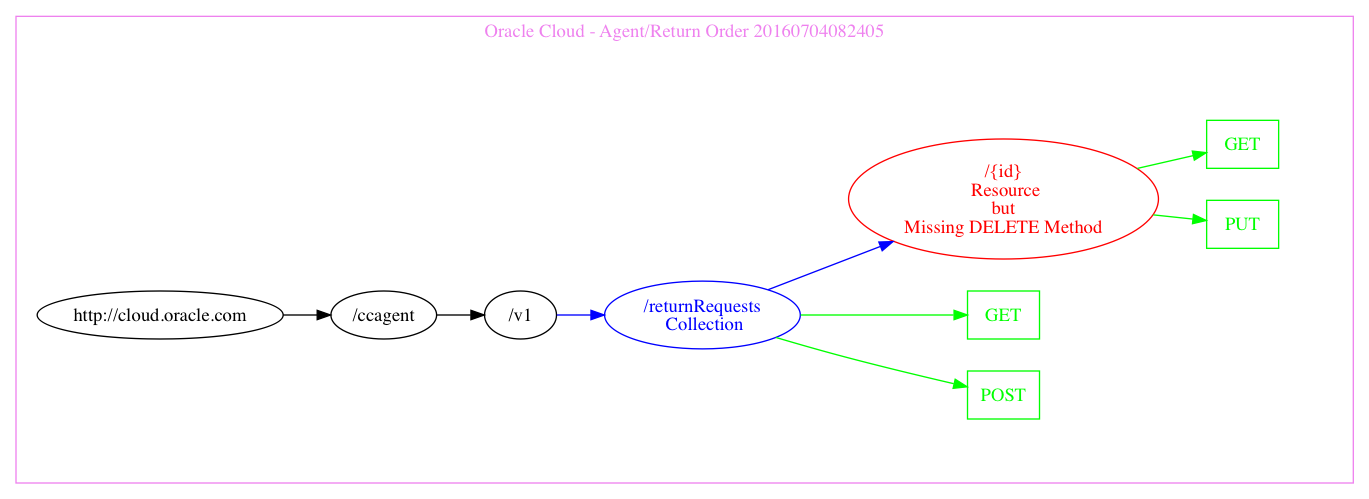 Oracle Cloud - Agent/Return Order 20160704082405
http://cloud.oracle.com
/ccagent
/v1
/returnRequests
Collection
/{id}
Resource
but
Missing DELETE Method
GET
PUT
GET
POST